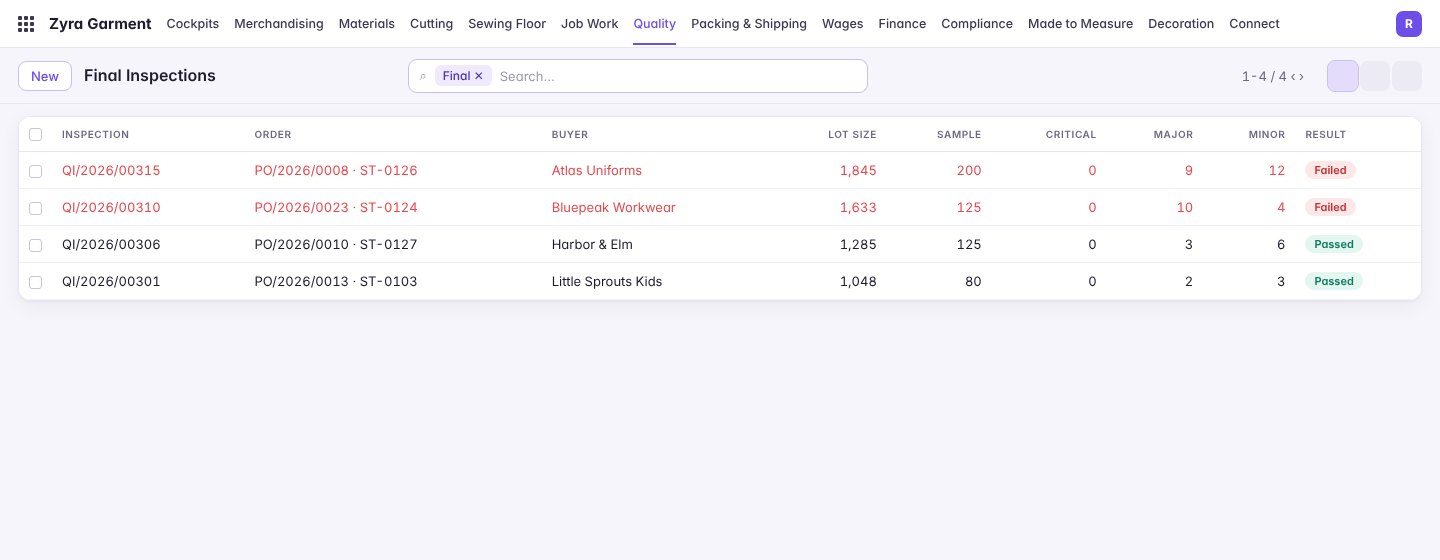 Zyra Garment Cockpits Merchandising Materials Cutting Sewing Floor Job Work Quality Packing & Shipping Wages Finance Compliance Made to Measure Decoration Connect R
New Final Inspections Final ✕ Search... 1-4 / 4 ‹ ›
INSPECTION ORDER BUYER LOT SIZE SAMPLE CRITICAL MAJOR MINOR RESULT
QI/2026/00315 PO/2026/0008 · ST-0126 Atlas Uniforms 1,845 200 0 9 12 Failed
QI/2026/00310 PO/2026/0023 · ST-0124 Bluepeak Workwear 1,633 125 0 10 4 Failed
QI/2026/00306 PO/2026/0010 · ST-0127 Harbor & Elm 1,285 125 0 3 6 Passed
QI/2026/00301 PO/2026/0013 · ST-0103 Little Sprouts Kids 1,048 80 0 2 3 Passed